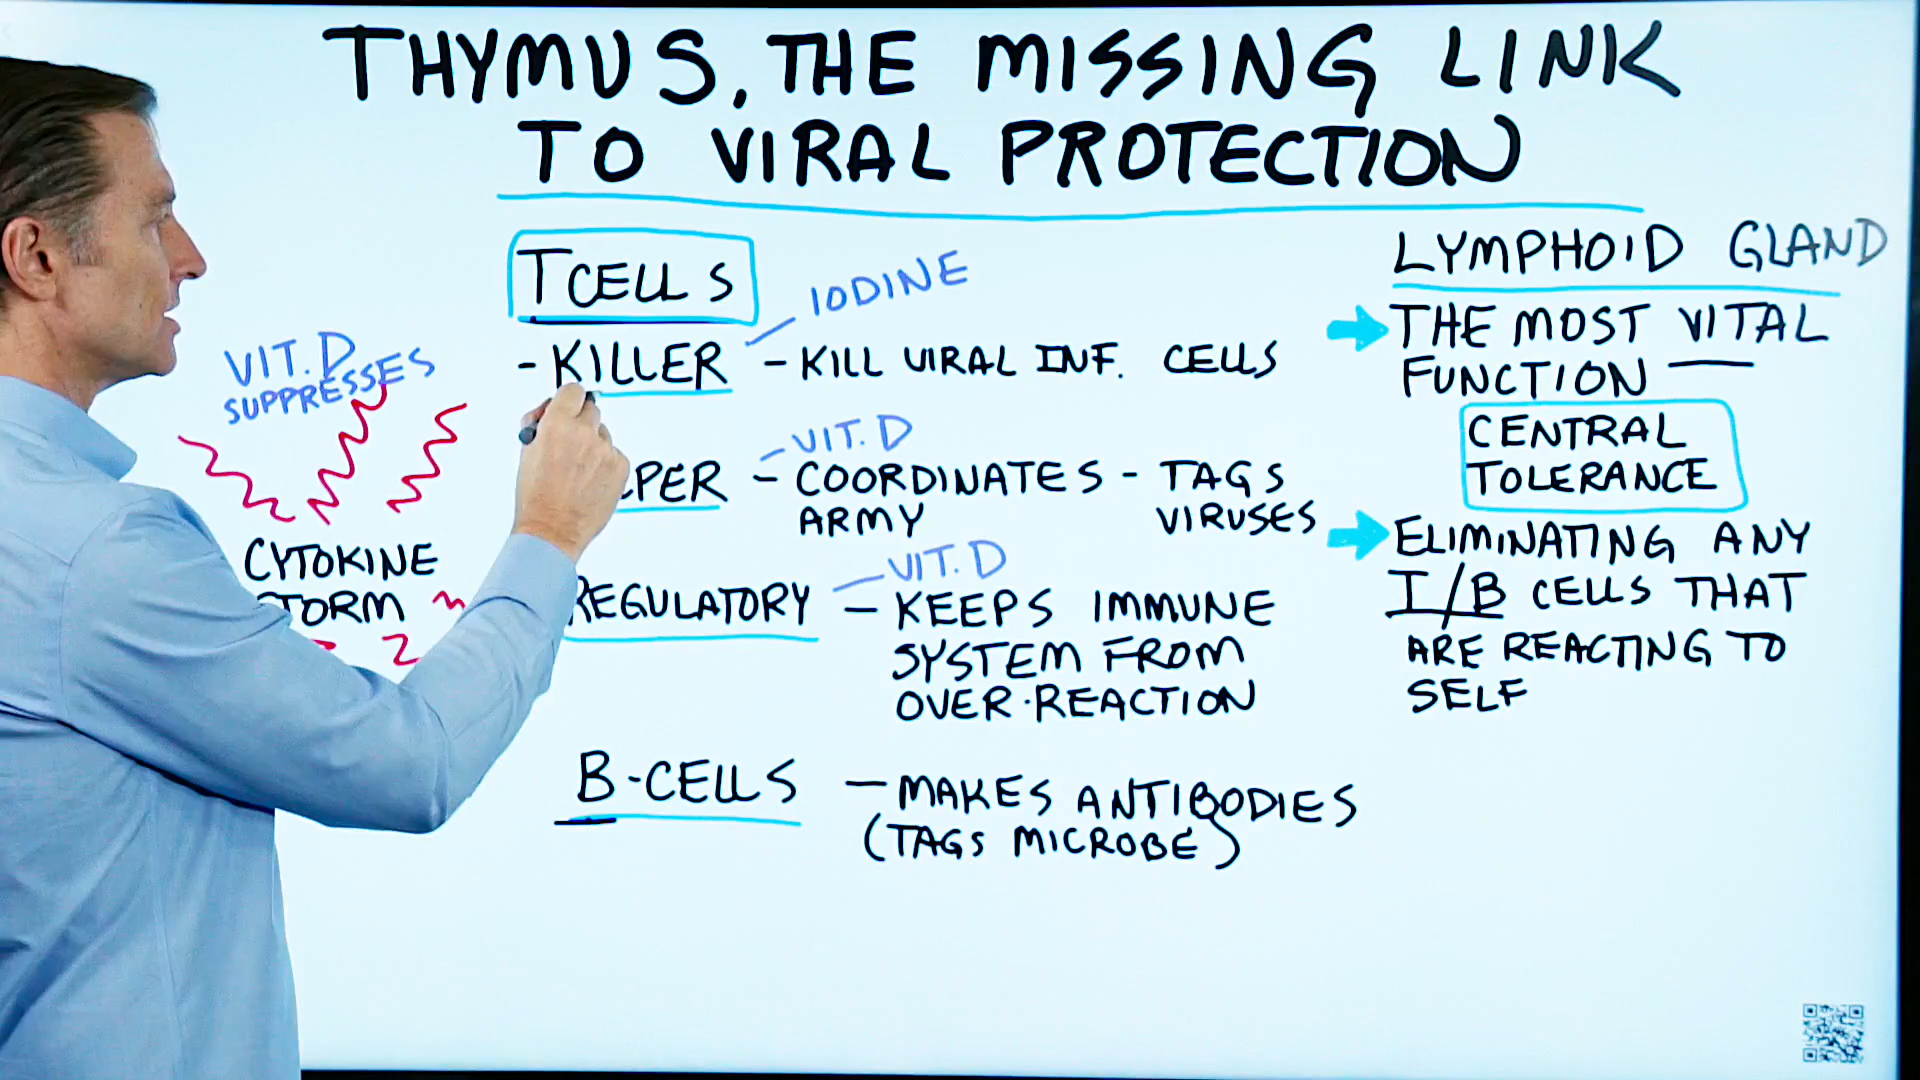 THYMUS, THE MISSING LINK
TO VIRAL PROTECTION
T CELLS
IODINE
- KILLER - KILL VIRAL INF. CELLS
VIT. D
PER - COORDINATES - TAGS
ARMY VIRUSES
VIT. D
REGULATORY - KEEPS IMMUNE
SYSTEM FROM
OVER-REACTION
B-CELLS - MAKES ANTIBODIES
(TAGS MICROBE)
VIT. D
SUPPRESSES
CYTOKINE
TORM
LYMPHOID GLAND
THE MOST VITAL
FUNCTION —
CENTRAL
TOLERANCE
ELIMINATING ANY
I/B CELLS THAT
ARE REACTING TO
SELF